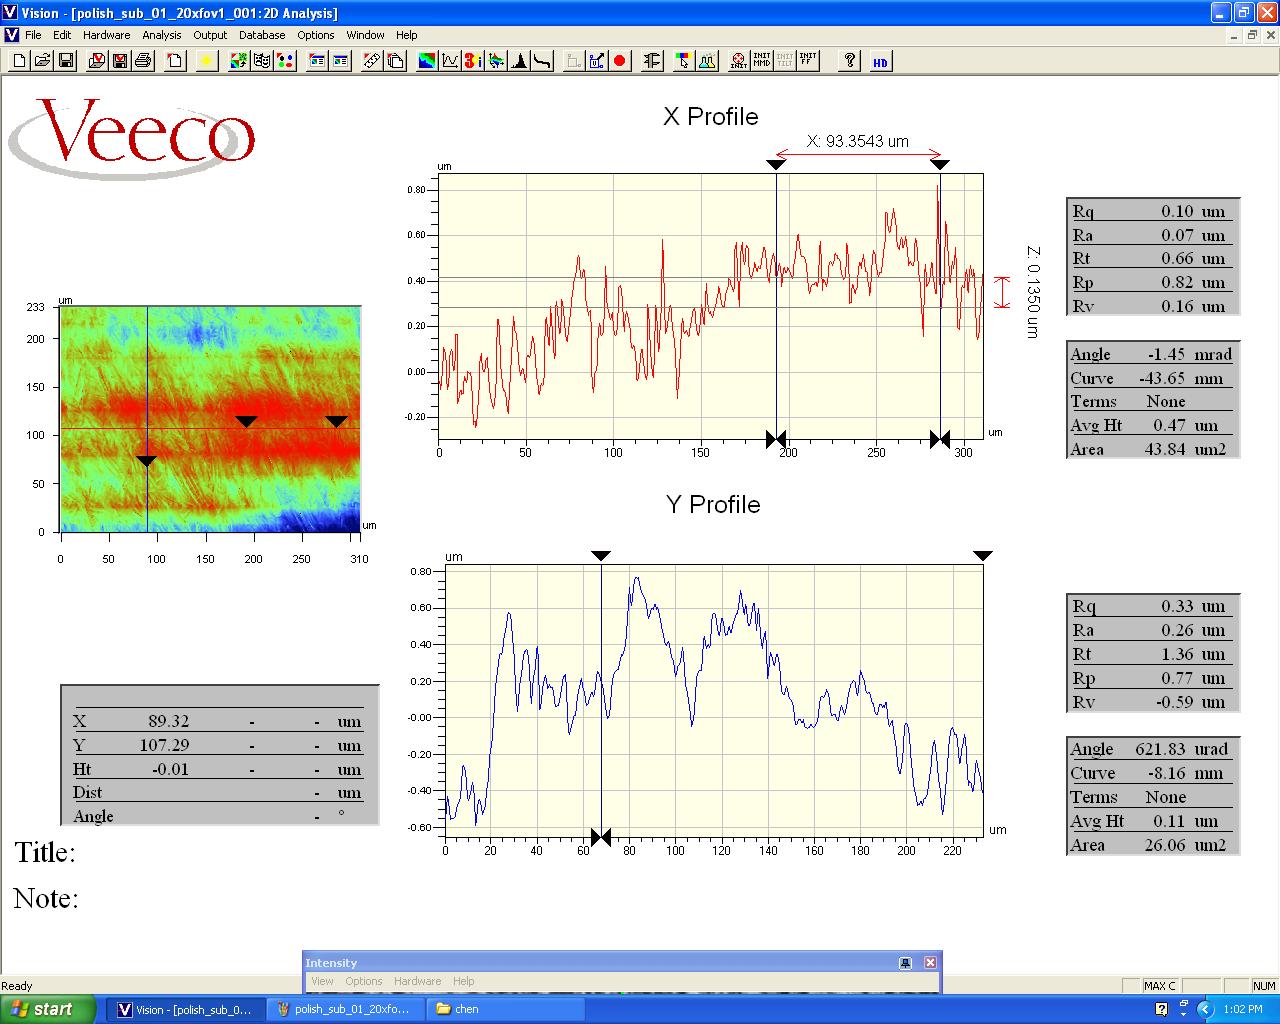 Vision - [polish_sub_01_20xfov1_001:2D Analysis]
File Edit Hardware Analysis Output Database Options Window Help
INIT INIT MMD INIT TILT INIT FF ? HD
Veeco
X Profile
X: 93.3543 um
um
0.80
0.60
0.40
0.20
0.00
-0.20
0 50 100 150 200 250 300
um
Z: 0.1350 um
Rq 0.10 um
Ra 0.07 um
Rt 0.66 um
Rp 0.82 um
Rv 0.16 um
Angle -1.45 mrad
Curve -43.65 mm
Terms None
Avg Ht 0.47 um
Area 43.84 um2
um
233
200
150
100
50
0
um
0 50 100 150 200 250 310
Y Profile
um
0.80
0.60
0.40
0.20
-0.00
-0.20
-0.40
-0.60
0 20 40 60 80 100 120 140 160 180 200 220
um
Rq 0.33 um
Ra 0.26 um
Rt 1.36 um
Rp 0.77 um
Rv -0.59 um
Angle 621.83 urad
Curve -8.16 mm
Terms None
Avg Ht 0.11 um
Area 26.06 um2
X 89.32 - - um
Y 107.29 - - um
Ht -0.01 - - um
Dist - um
Angle - °
Title:
Note:
Intensity
View Options Hardware Help
Ready MAX C NUM
start Vision - [polish_sub_0... polish_sub_01_20xfo... chen 1:02 PM